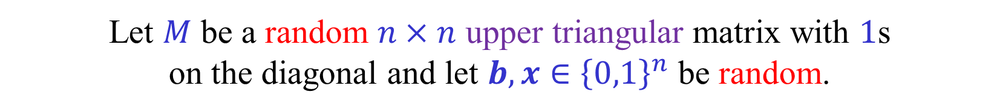 Let M be a random n × n upper triangular matrix with 1s
on the diagonal and let b, x ∈ {0,1}ⁿ be random.